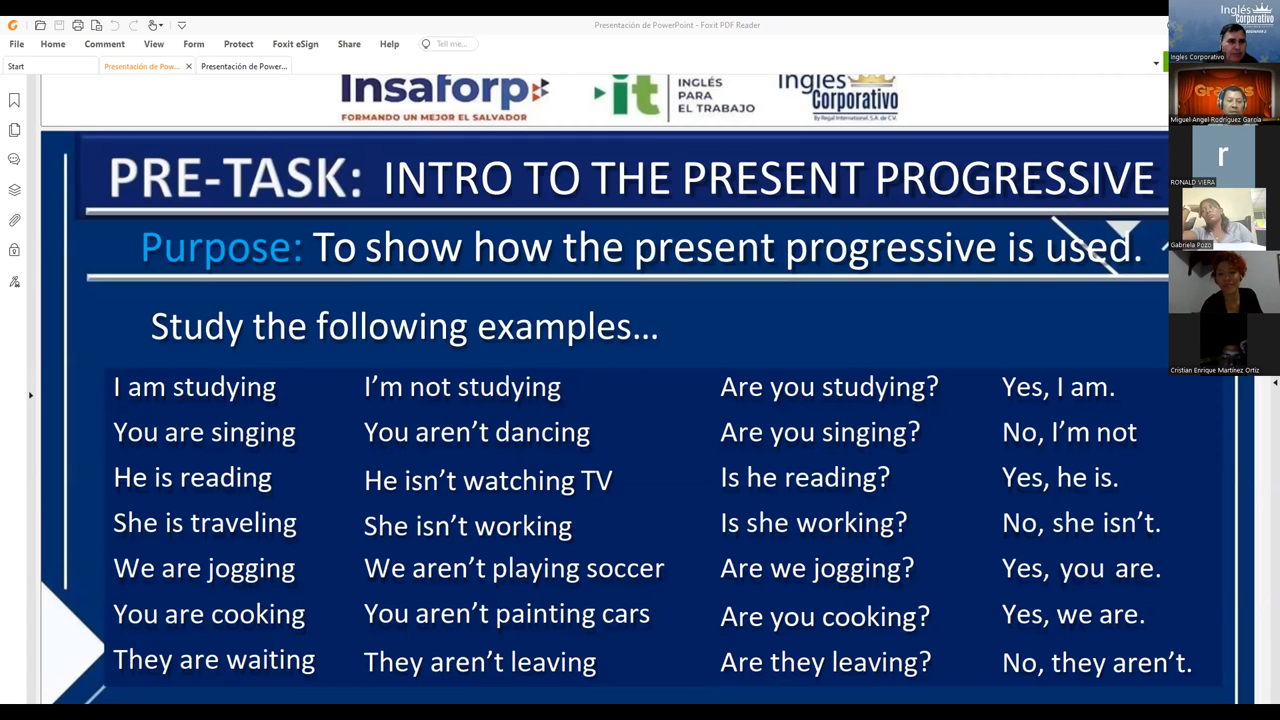 Presentación de PowerPoint - Foxit PDF Reader
File Home Comment View Form Protect Foxit eSign Share Help Tell me...
Start Presentación de Pow... Presentación de Power...
Insaforp
FORMANDO UN MEJOR EL SALVADOR
it
INGLÉS
PARA
EL TRABAJO
Inglés
Corporativo
By Regal International, S.A. de C.V.
PRE-TASK: INTRO TO THE PRESENT PROGRESSIVE
Purpose: To show how the present progressive is used.
Study the following examples...
I am studying I'm not studying Are you studying? Yes, I am.
You are singing You aren't dancing Are you singing? No, I'm not
He is reading He isn't watching TV Is he reading? Yes, he is.
She is traveling She isn't working Is she working? No, she isn't.
We are jogging We aren't playing soccer Are we jogging? Yes, you are.
You are cooking You aren't painting cars Are you cooking? Yes, we are.
They are waiting They aren't leaving Are they leaving? No, they aren't.
Inglés
Corporativo
Ingles Corporativo
Miguel Angel Rodriguez Garcia
r
RONALD VIERA
Gabriela Pozo
Cristian Enrique Martínez Ortiz